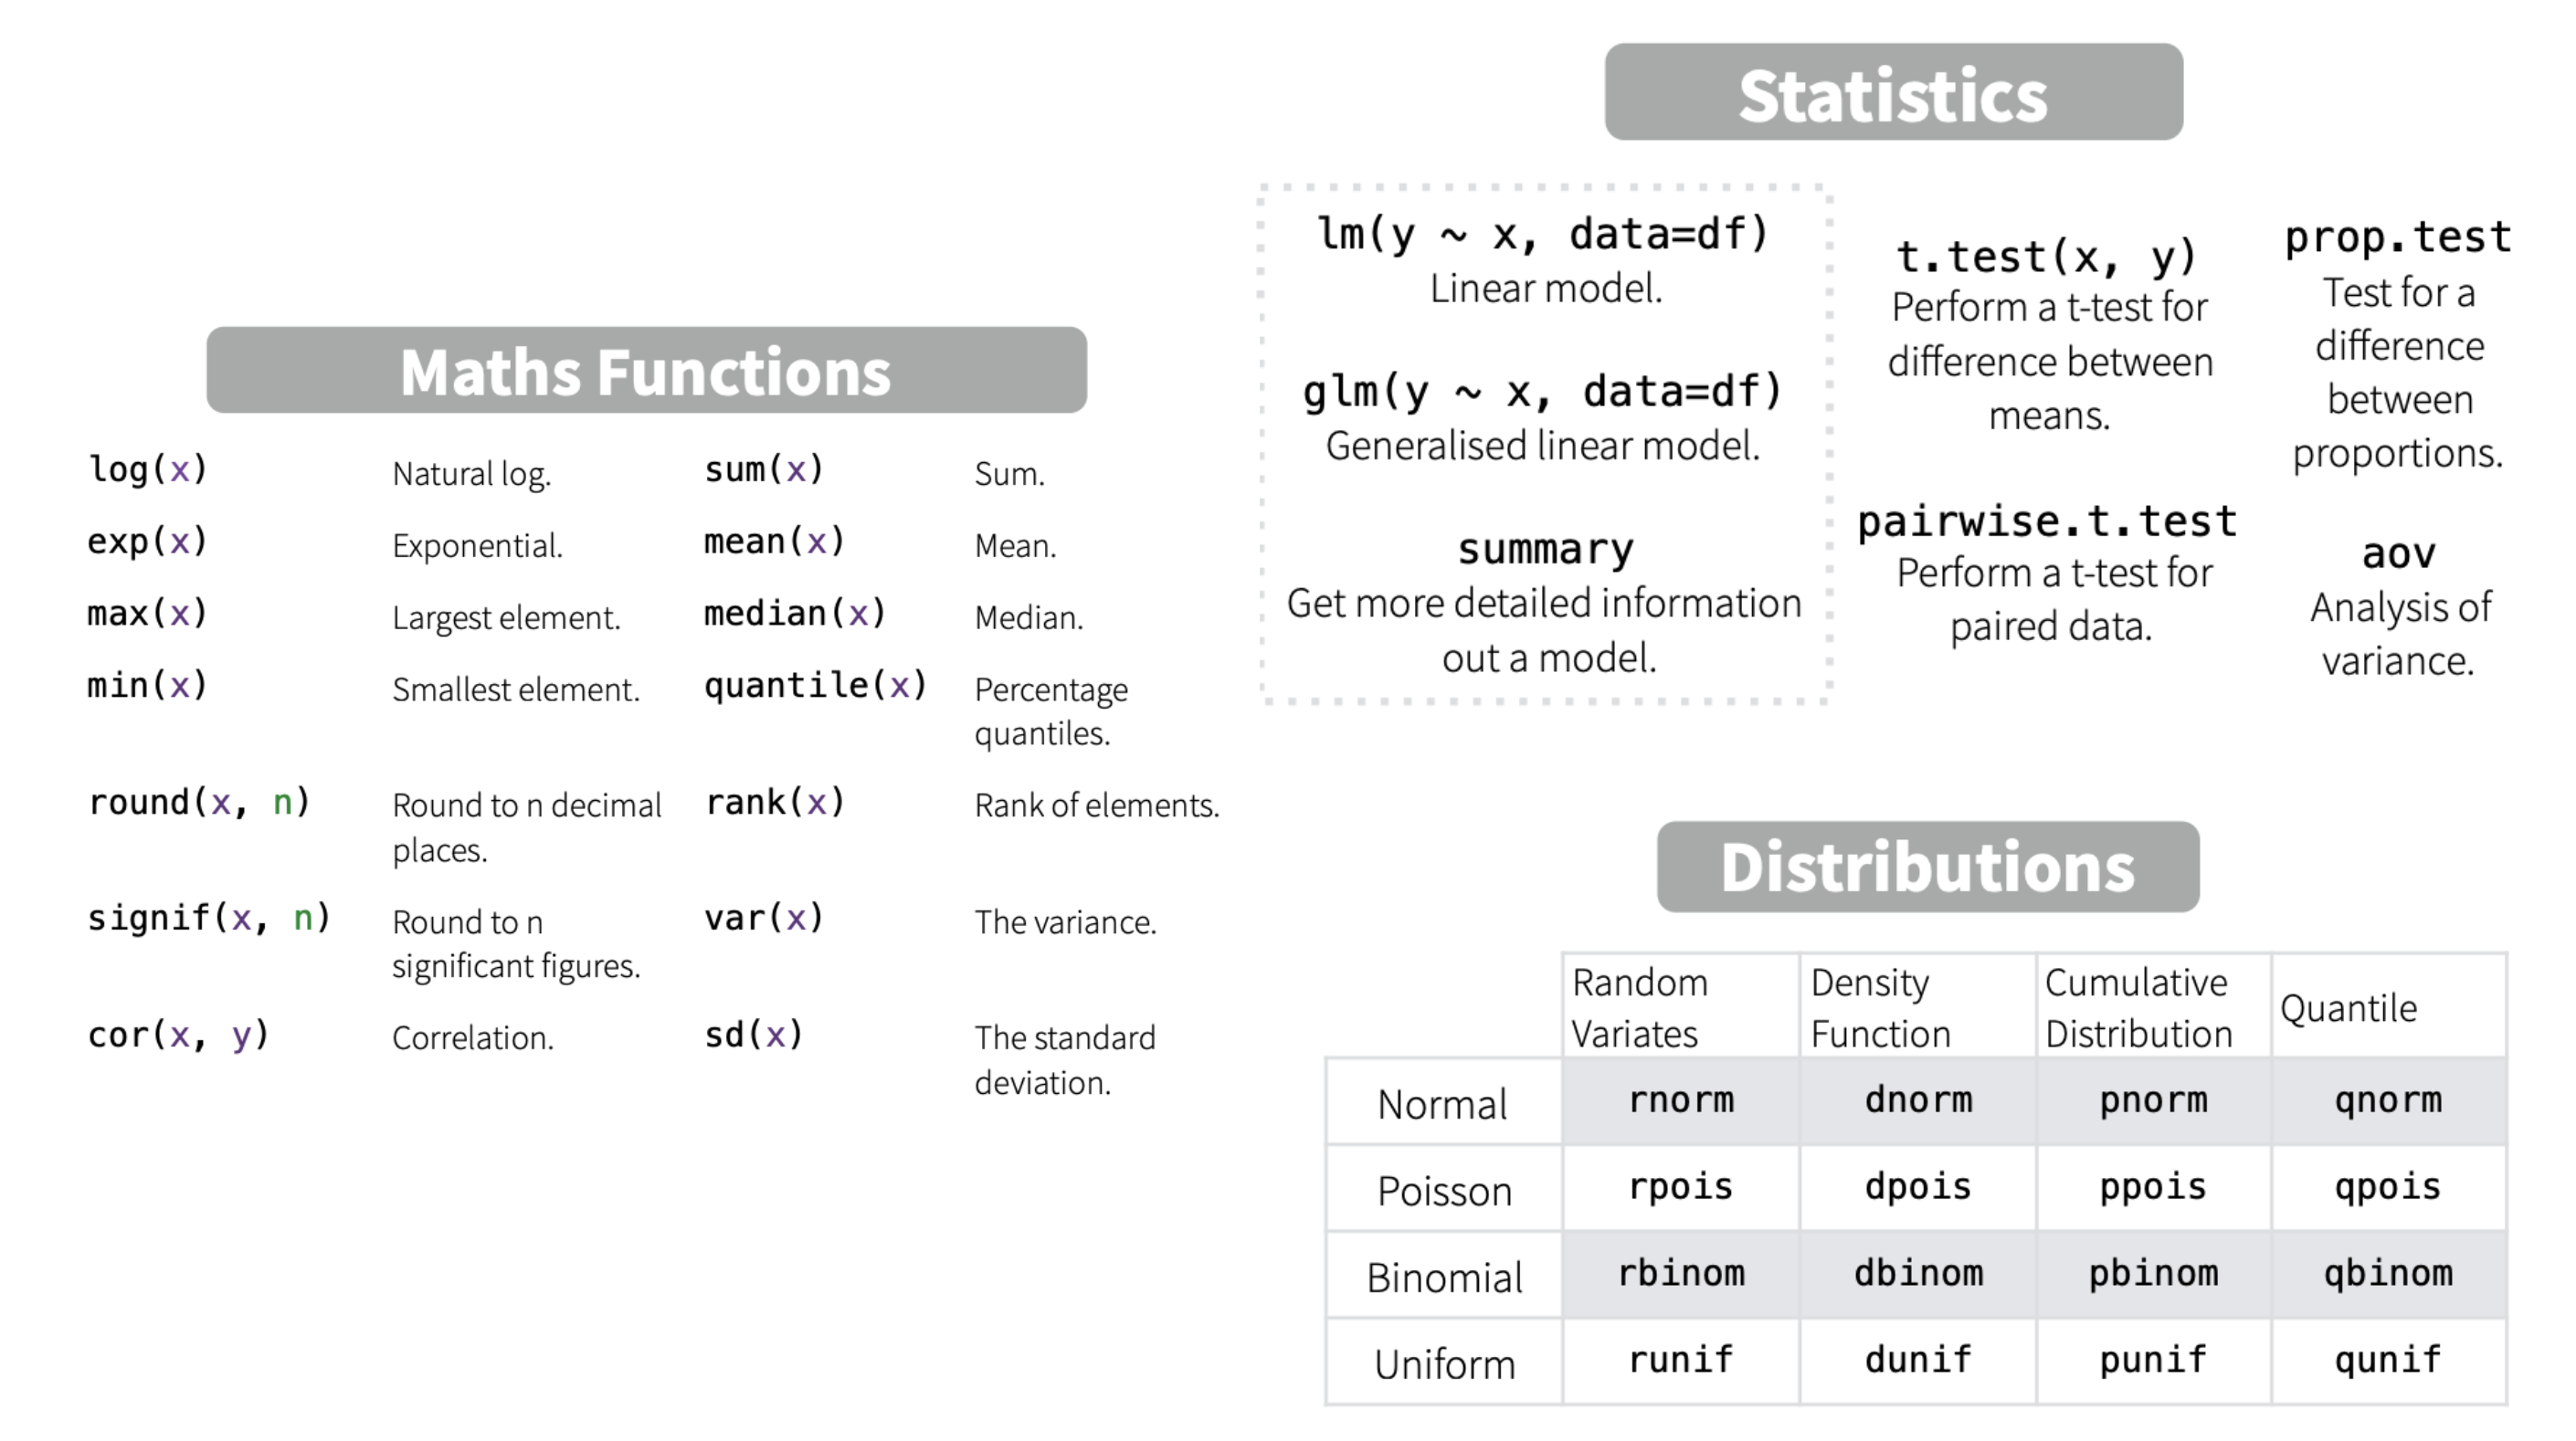 Maths Functions
log(x) Natural log. sum(x) Sum.
exp(x) Exponential. mean(x) Mean.
max(x) Largest element. median(x) Median.
min(x) Smallest element. quantile(x) Percentage
quantiles.
round(x, n) Round to n decimal rank(x) Rank of elements.
places.
signif(x, n) Round to n var(x) The variance.
significant figures.
cor(x, y) Correlation. sd(x) The standard
deviation.
Statistics
lm(y ~ x, data=df)
Linear model.
glm(y ~ x, data=df)
Generalised linear model.
summary
Get more detailed information
out a model.
t.test(x, y)
Perform a t-test for
difference between
means.
pairwise.t.test
Perform a t-test for
paired data.
prop.test
Test for a
difference
between
proportions.
aov
Analysis of
variance.
Distributions
Random Density Cumulative Quantile
Variates Function Distribution
Normal rnorm dnorm pnorm qnorm
Poisson rpois dpois ppois qpois
Binomial rbinom dbinom pbinom qbinom
Uniform runif dunif punif qunif